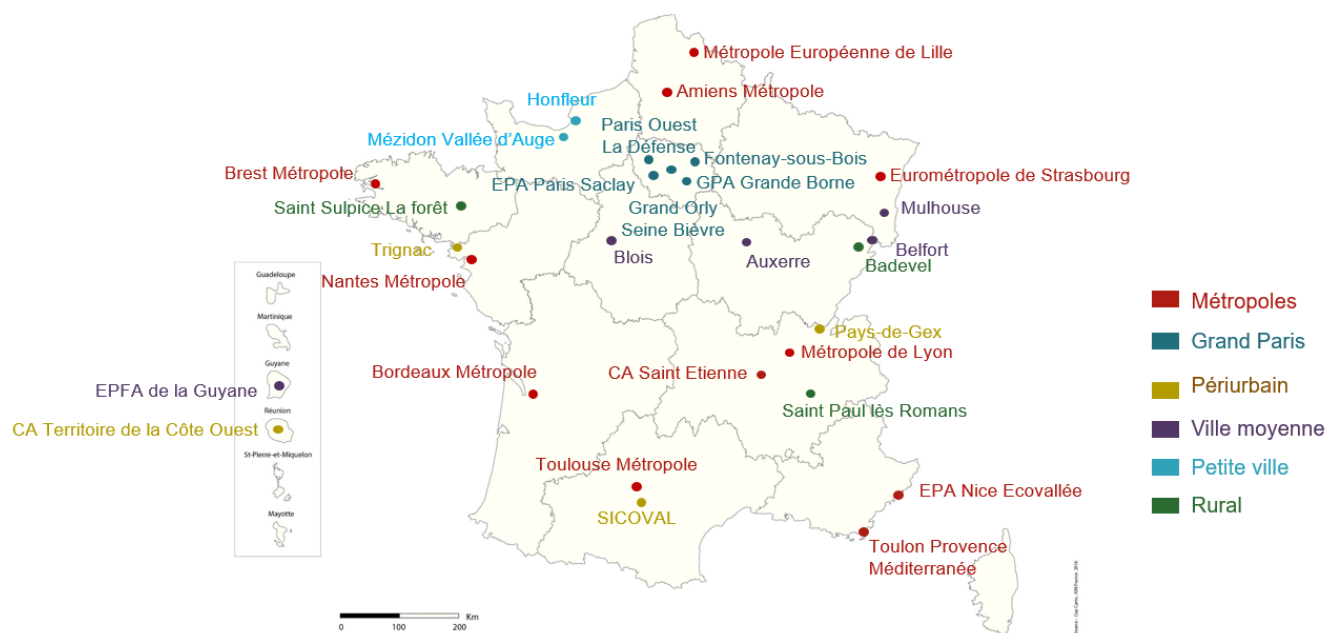 Métropole Européenne de Lille
Amiens Métropole
Honfleur
Paris Ouest
La Défense
Mézidon Vallée d'Auge
Fontenay-sous-Bois
Brest Métropole
EPA Paris Saclay
GPA Grande Borne
Eurométropole de Strasbourg
Saint Sulpice La forêt
Grand Orly
Seine Bièvre
Mulhouse
Trignac
Blois
Auxerre
Belfort
Badevel
Nantes Métropole
Guadeloupe
Martinique
Guyane
EPFA de la Guyane
Réunion
CA Territoire de la Côte Ouest
St-Pierre-et-Miquelon
Mayotte
Pays-de-Gex
Métropole de Lyon
Bordeaux Métropole
CA Saint Etienne
Saint Paul lès Romans
Toulouse Métropole
SICOVAL
EPA Nice Ecovallée
Toulon Provence
Méditerranée
Métropoles
Grand Paris
Périurbain
Ville moyenne
Petite ville
Rural
Km
0 100 200